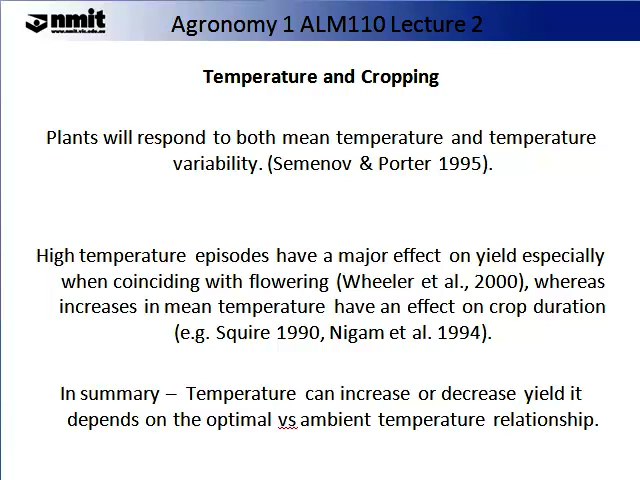 nmit
www.nmit.vic.edu.au
Agronomy 1 ALM110 Lecture 2
Temperature and Cropping
Plants will respond to both mean temperature and temperature
variability. (Semenov & Porter 1995).
High temperature episodes have a major effect on yield especially
when coinciding with flowering (Wheeler et al., 2000), whereas
increases in mean temperature have an effect on crop duration
(e.g. Squire 1990, Nigam et al. 1994).
In summary – Temperature can increase or decrease yield it
depends on the optimal vs ambient temperature relationship.